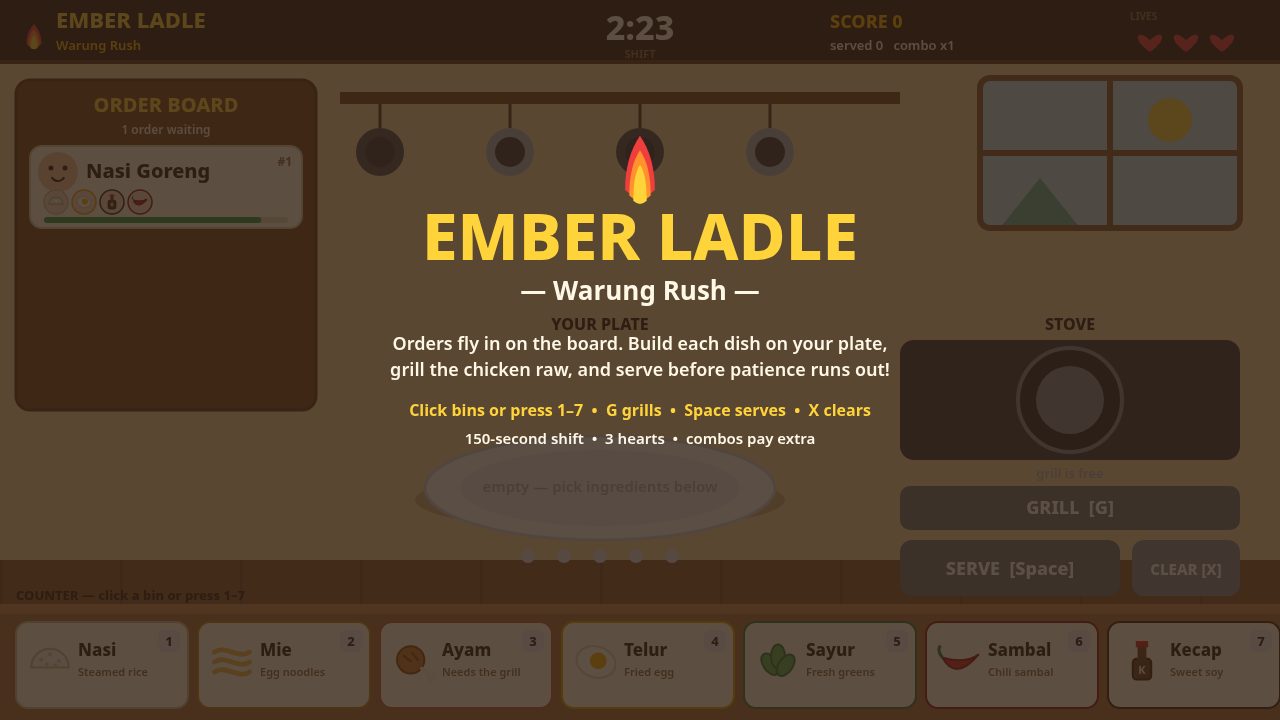 EMBER LADLE
Warung Rush
2:23
SHIFT
SCORE 0
served 0 combo x1
LIVES
ORDER BOARD
1 order waiting
Nasi Goreng
#1
EMBER LADLE
— Warung Rush —
YOUR PLATE
Orders fly in on the board. Build each dish on your plate,
grill the chicken raw, and serve before patience runs out!
Click bins or press 1–7 • G grills • Space serves • X clears
150-second shift • 3 hearts • combos pay extra
empty — pick ingredients below
STOVE
grill is free
GRILL [G]
SERVE [Space]
CLEAR [X]
COUNTER — click a bin or press 1–7
Nasi 1
Steamed rice
Mie 2
Egg noodles
Ayam 3
Needs the grill
Telur 4
Fried egg
Sayur 5
Fresh greens
Sambal 6
Chili sambal
K
Kecap 7
Sweet soy